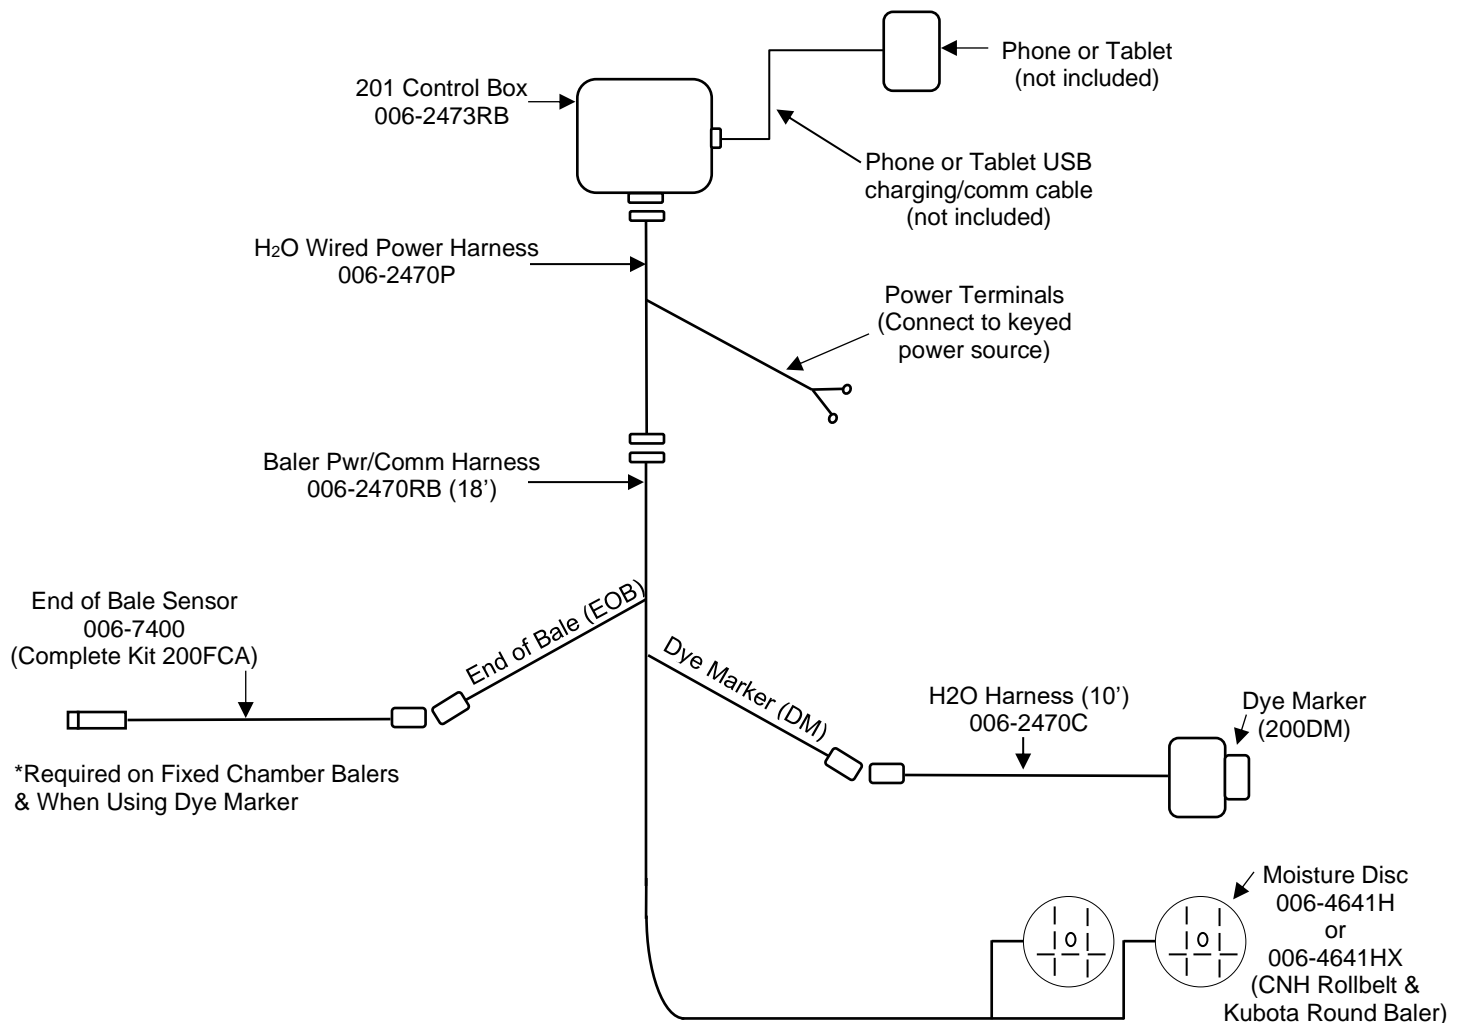 Phone or Tablet
(not included)
201 Control Box
006-2473RB
Phone or Tablet USB
charging/comm cable
(not included)
H₂O Wired Power Harness
006-2470P
Power Terminals
(Connect to keyed
power source)
Baler Pwr/Comm Harness
006-2470RB (18’)
End of Bale (EOB)
End of Bale Sensor
006-7400
(Complete Kit 200FCA)
Dye Marker (DM)
H2O Harness (10’)
006-2470C
Dye Marker
(200DM)
*Required on Fixed Chamber Balers
& When Using Dye Marker
Moisture Disc
006-4641H
or
006-4641HX
(CNH Rollbelt &
Kubota Round Baler)